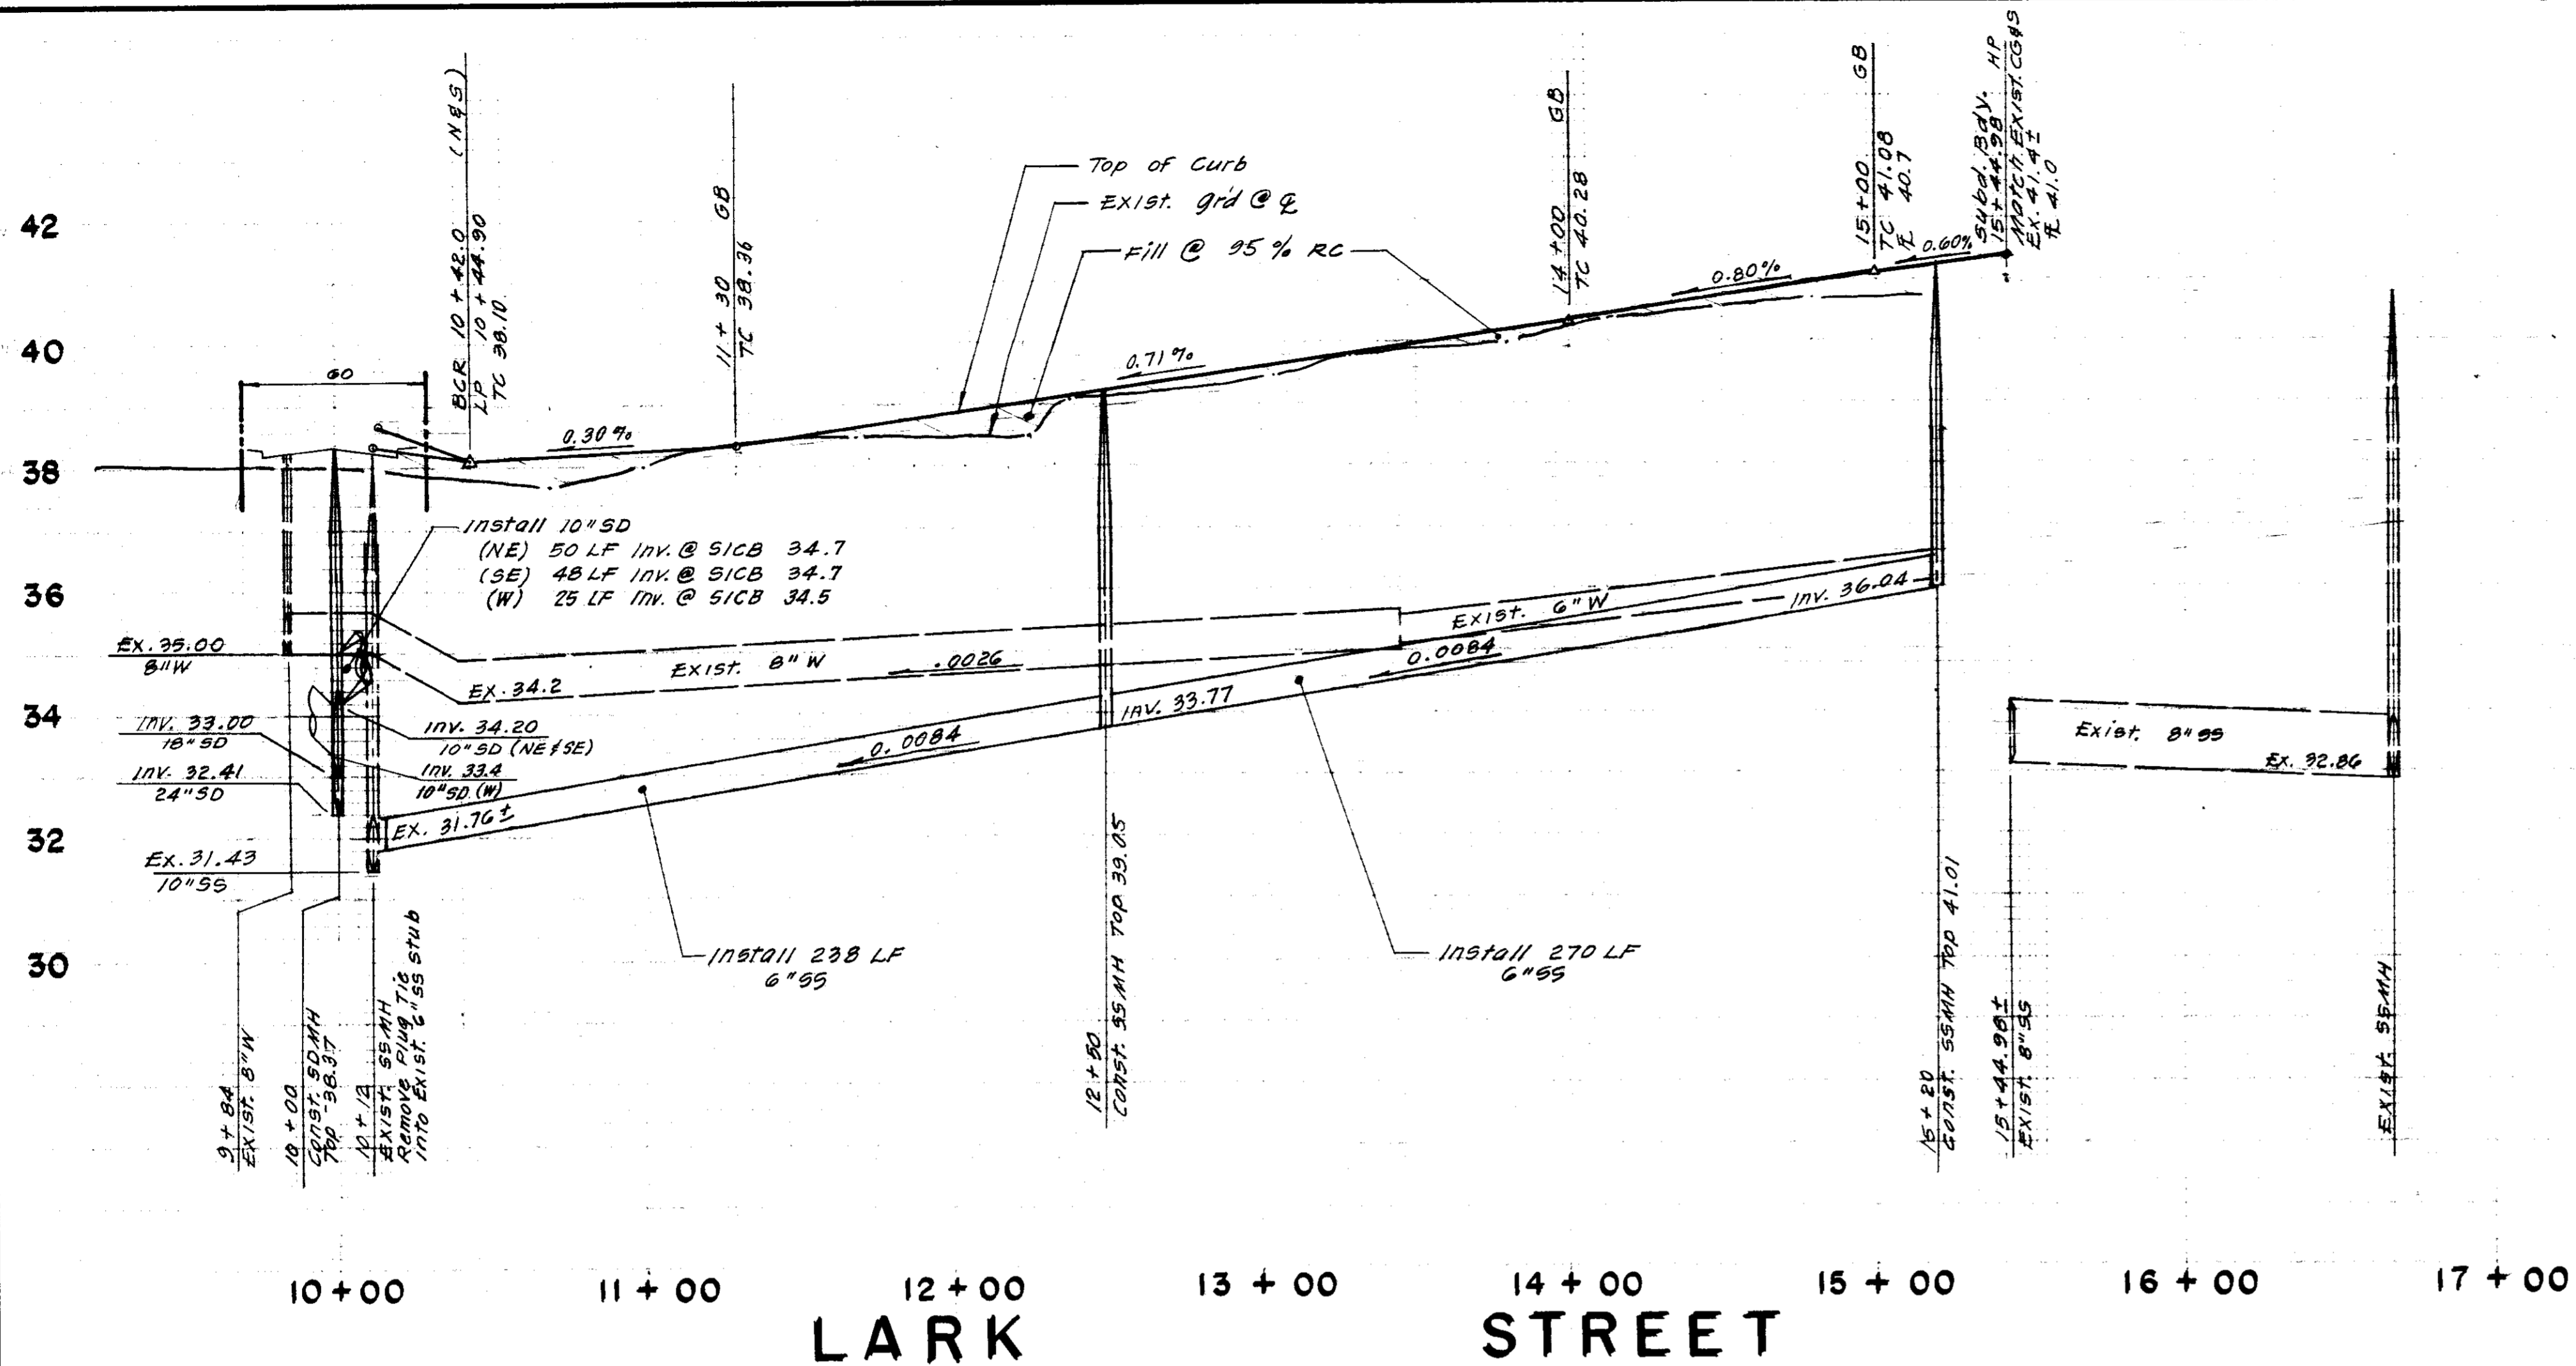 BCR 10 + 42.0 (N&S)
LP 10 + 44.90
TC 38.10
11 + 30 GB
TC 38.36
Top of Curb
Exist. gr'd @ ℄
Fill @ 95 % RC
14 + 00 GB
TC 40.28
15 + 00 GB
TC 41.08
℄ 40.7
Subd. Bdy. HP
15 + 44.98
Match Exist. CG&S
Ex. 41.4 ±
℄ 41.0
42
40
38
36
34
32
30
60
0.30%
0.71%
0.80%
0.60%
Install 10" SD
(NE) 50 LF Inv. @ SICB 34.7
(SE) 48 LF Inv. @ SICB 34.7
(W) 25 LF Inv. @ SICB 34.5
Ex. 35.00
8" W
Ex. 34.2
Exist. 8" W
.0026
Exist. 6" W
Inv. 36.04
0.0084
Inv. 33.77
Inv. 33.00
18" SD
Inv. 34.20
10" SD (NE & SE)
Inv. 32.41
24" SD
Inv. 33.4
10" SD (W)
0.0084
Ex. 31.76 ±
Ex. 31.43
10" SS
Exist. 8" SS
Ex. 32.86
Install 238 LF
6" SS
Install 270 LF
6" SS
9 + 84
Exist. 8" W
10 + 00
Const. SDMH
Top 38.37
10 + 12
Exist. SSMH
Remove Plug Tie
into Exist. 6" SS stub
12 + 50
Const. SSMH Top 39.05
15 + 20
Const. SSMH Top 41.01
15 + 44.98 ±
Exist. 8" SS
Exist. SSMH
10 + 00
11 + 00
12 + 00
13 + 00
14 + 00
15 + 00
16 + 00
17 + 00
LARK STREET